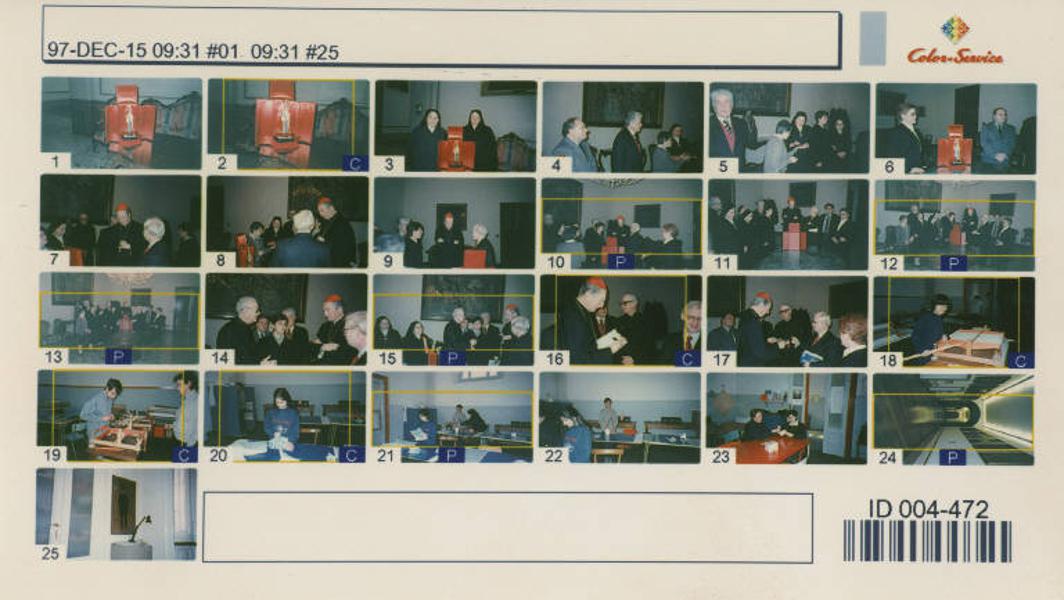 97-DEC-15 09:31 #01 09:31 #25
Color-Service
1
2 C
3
4
5
6
7
8
9
10 P
11
12 P
13 P
14
15 P
16 C
17
18 C
19 C
20 C
21 P
22
23
24 P
25
ID 004-472